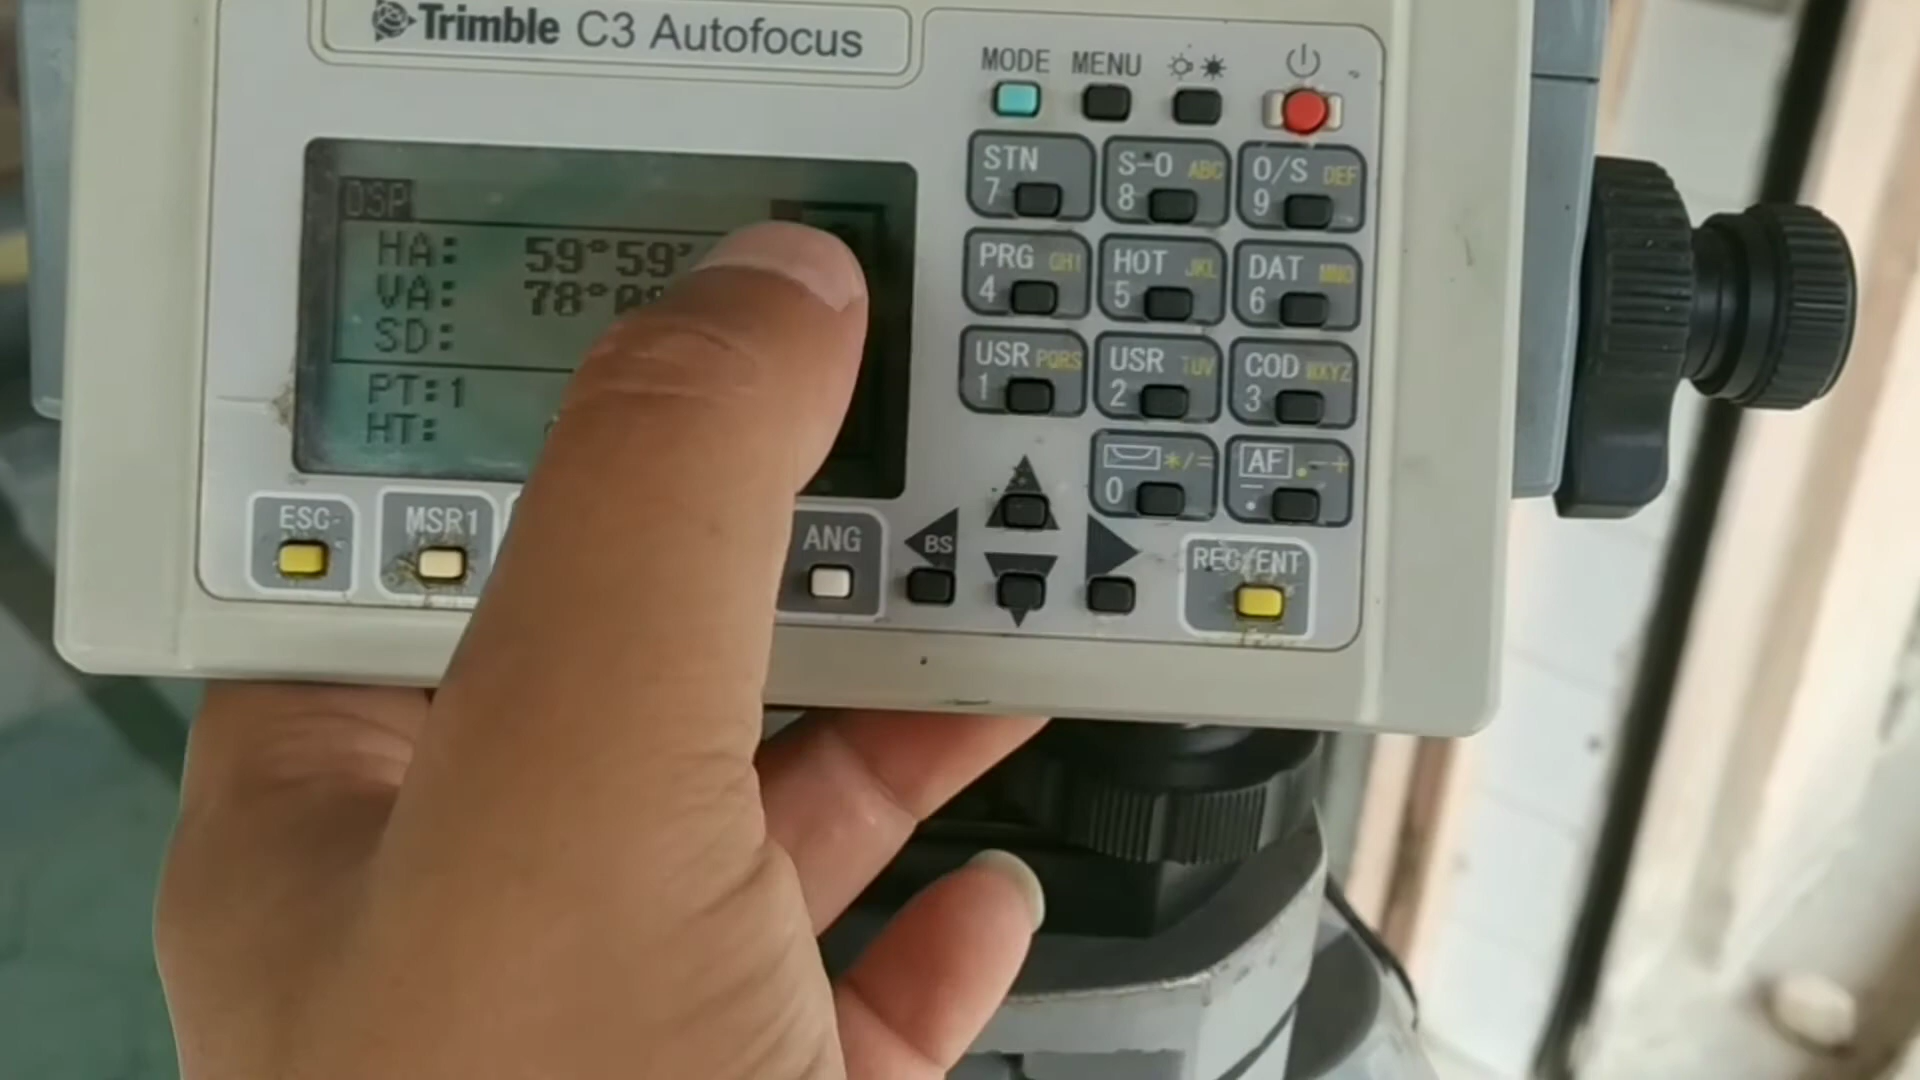 Trimble C3 Autofocus
MODE MENU
DSP
HA: 59°59'
VA: 78°
SD:
PT:1
HT:
STN
7
S-O ABC
8
O/S DEF
9
PRG GHI
4
HOT JKL
5
DAT MNO
6
USR PQRS
1
USR TUV
2
COD WXYZ
3
*/=
0
AF .-+
ESC
MSR1
ANG
BS
REC/ENT